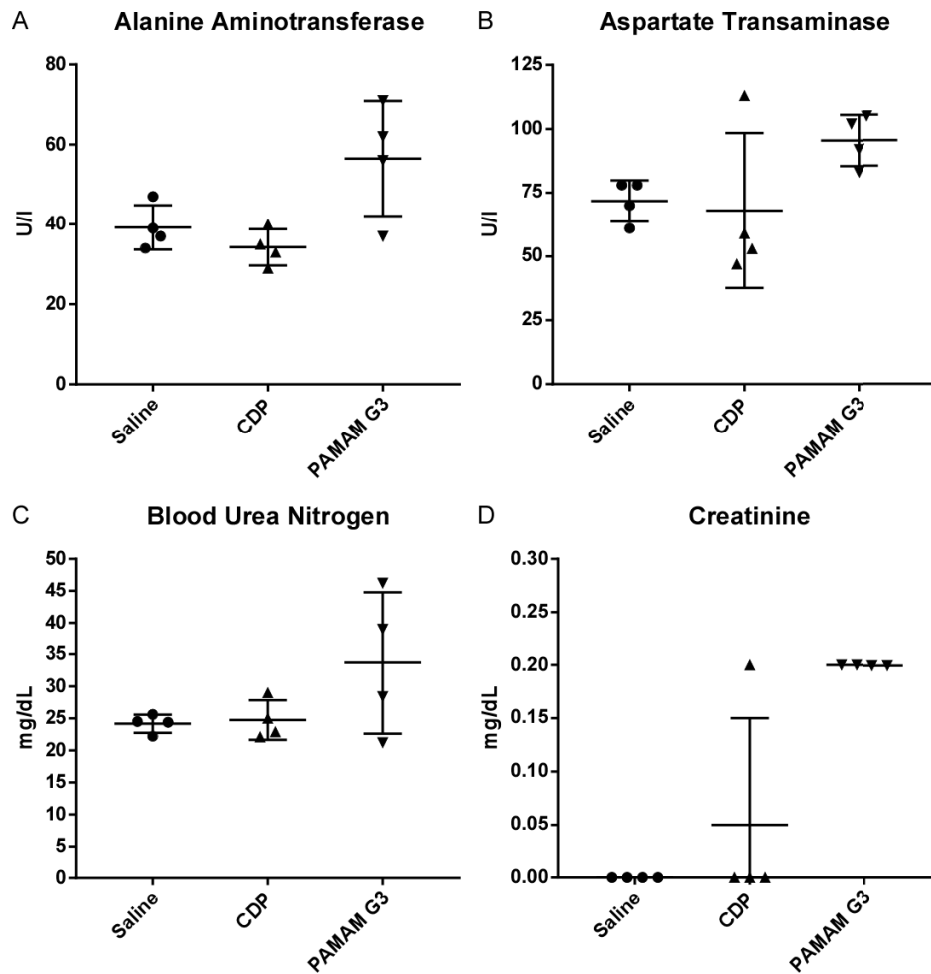 A
Alanine Aminotransferase
80
60
40
20
0
U/l
Saline
CDP
PAMAM G3
B
Aspartate Transaminase
125
100
75
50
25
0
U/l
Saline
CDP
PAMAM G3
C
Blood Urea Nitrogen
50
45
40
35
30
25
20
15
10
5
0
mg/dL
Saline
CDP
PAMAM G3
D
Creatinine
0.30
0.25
0.20
0.15
0.10
0.05
0.00
mg/dL
Saline
CDP
PAMAM G3